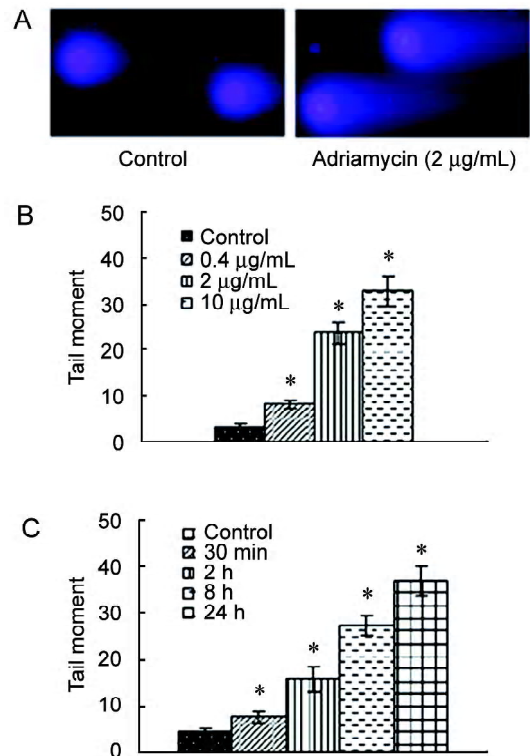 A
Control
Adriamycin (2 µg/mL)
B
Tail moment
50
40
30
20
10
0
Control
0.4 µg/mL
2 µg/mL
10 µg/mL
*
*
*
C
Tail moment
50
40
30
20
10
0
Control
30 min
2 h
8 h
24 h
*
*
*
*